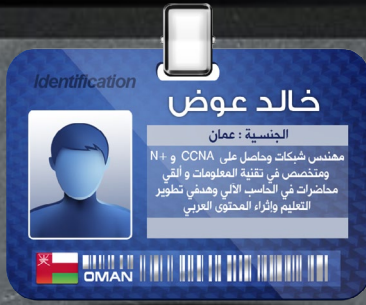 Identification
خالد عوض
الجنسية : عمان
مهندس شبكات وحاصل على CCNA و +N
ومتخصص في تقنية المعلومات و ألقي
محاضرات في الحاسب الآلي وهدفي تطوير
التعليم وإثراء المحتوى العربي
OMAN